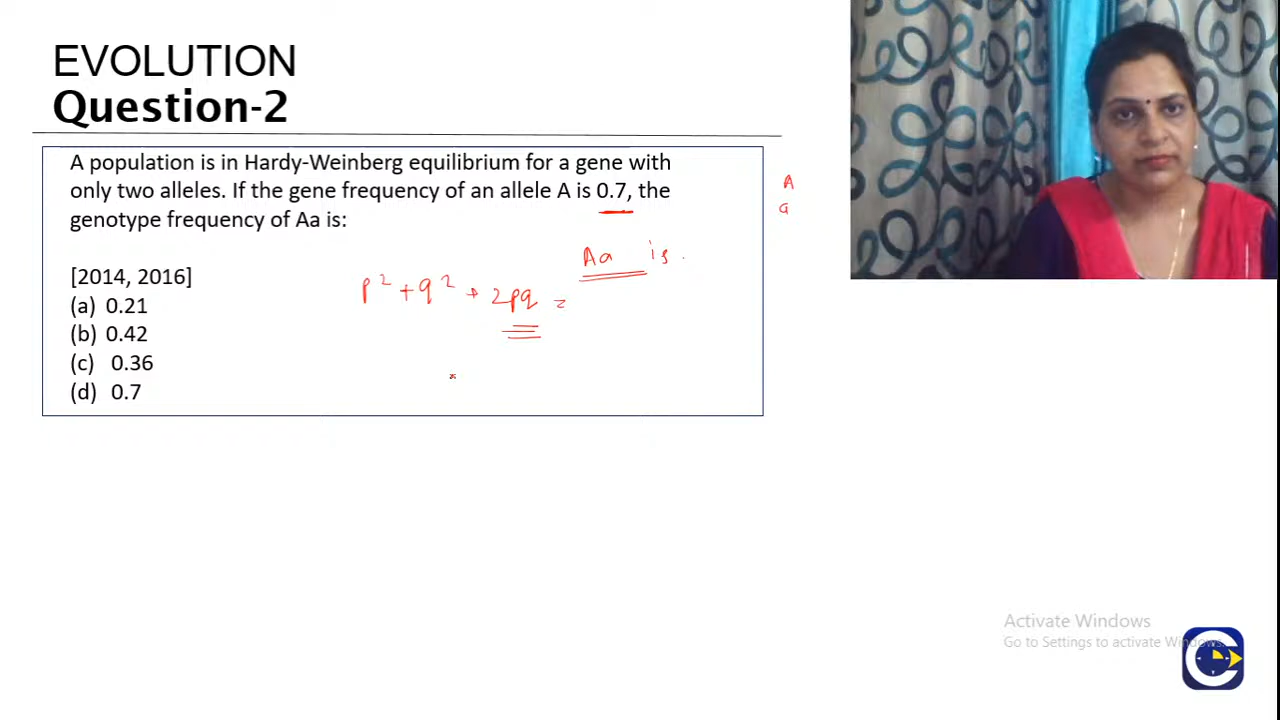 EVOLUTION
Question-2
A population is in Hardy-Weinberg equilibrium for a gene with
only two alleles. If the gene frequency of an allele A is 0.7, the
genotype frequency of Aa is:
A
a
Aa is.
[2014, 2016]
p² + q² + 2pq =
(a) 0.21
(b) 0.42
(c) 0.36
(d) 0.7
Activate Windows
Go to Settings to activate Windows.